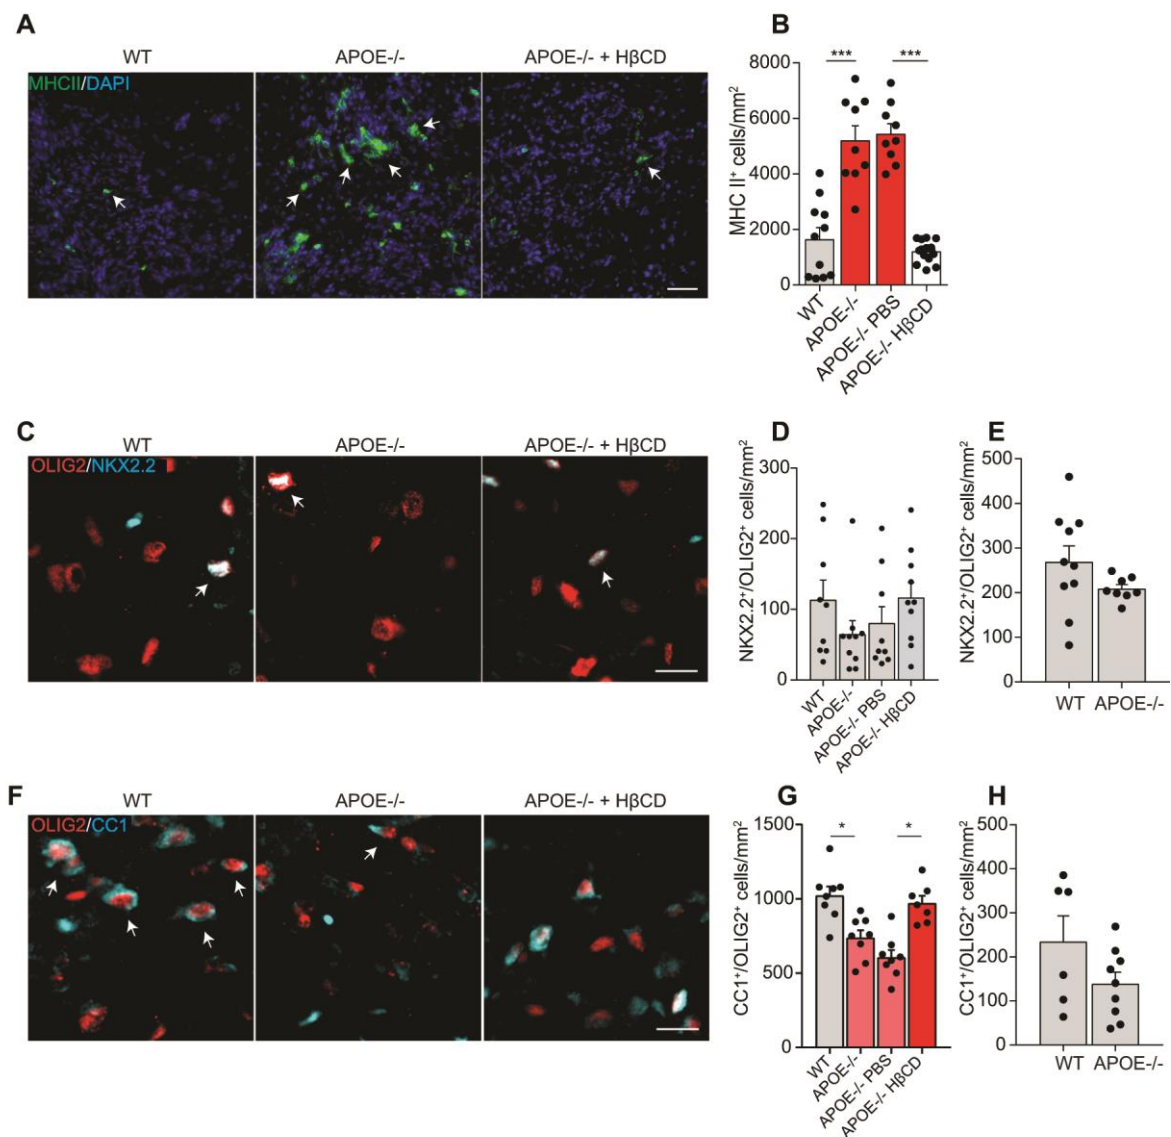 A
WT
APOE-/-
APOE-/- + HβCD
MHCII/DAPI
B
***
***
MHC II⁺ cells/mm²
8000
6000
4000
2000
0
WT
APOE-/-
APOE-/- PBS
APOE-/- HβCD
C
WT
APOE-/-
APOE-/- + HβCD
OLIG2/NKX2.2
D
NKX2.2⁺/OLIG2⁺ cells/mm²
300
200
100
0
WT
APOE-/-
APOE-/- PBS
APOE-/- HβCD
E
NKX2.2⁺/OLIG2⁺ cells/mm²
500
400
300
200
100
0
WT
APOE-/-
F
WT
APOE-/-
APOE-/- + HβCD
OLIG2/CC1
G
*
*
CC1⁺/OLIG2⁺ cells/mm²
1500
1000
500
0
WT
APOE-/-
APOE-/- PBS
APOE-/- HβCD
H
CC1⁺/OLIG2⁺ cells/mm²
500
400
300
200
100
0
WT
APOE-/-